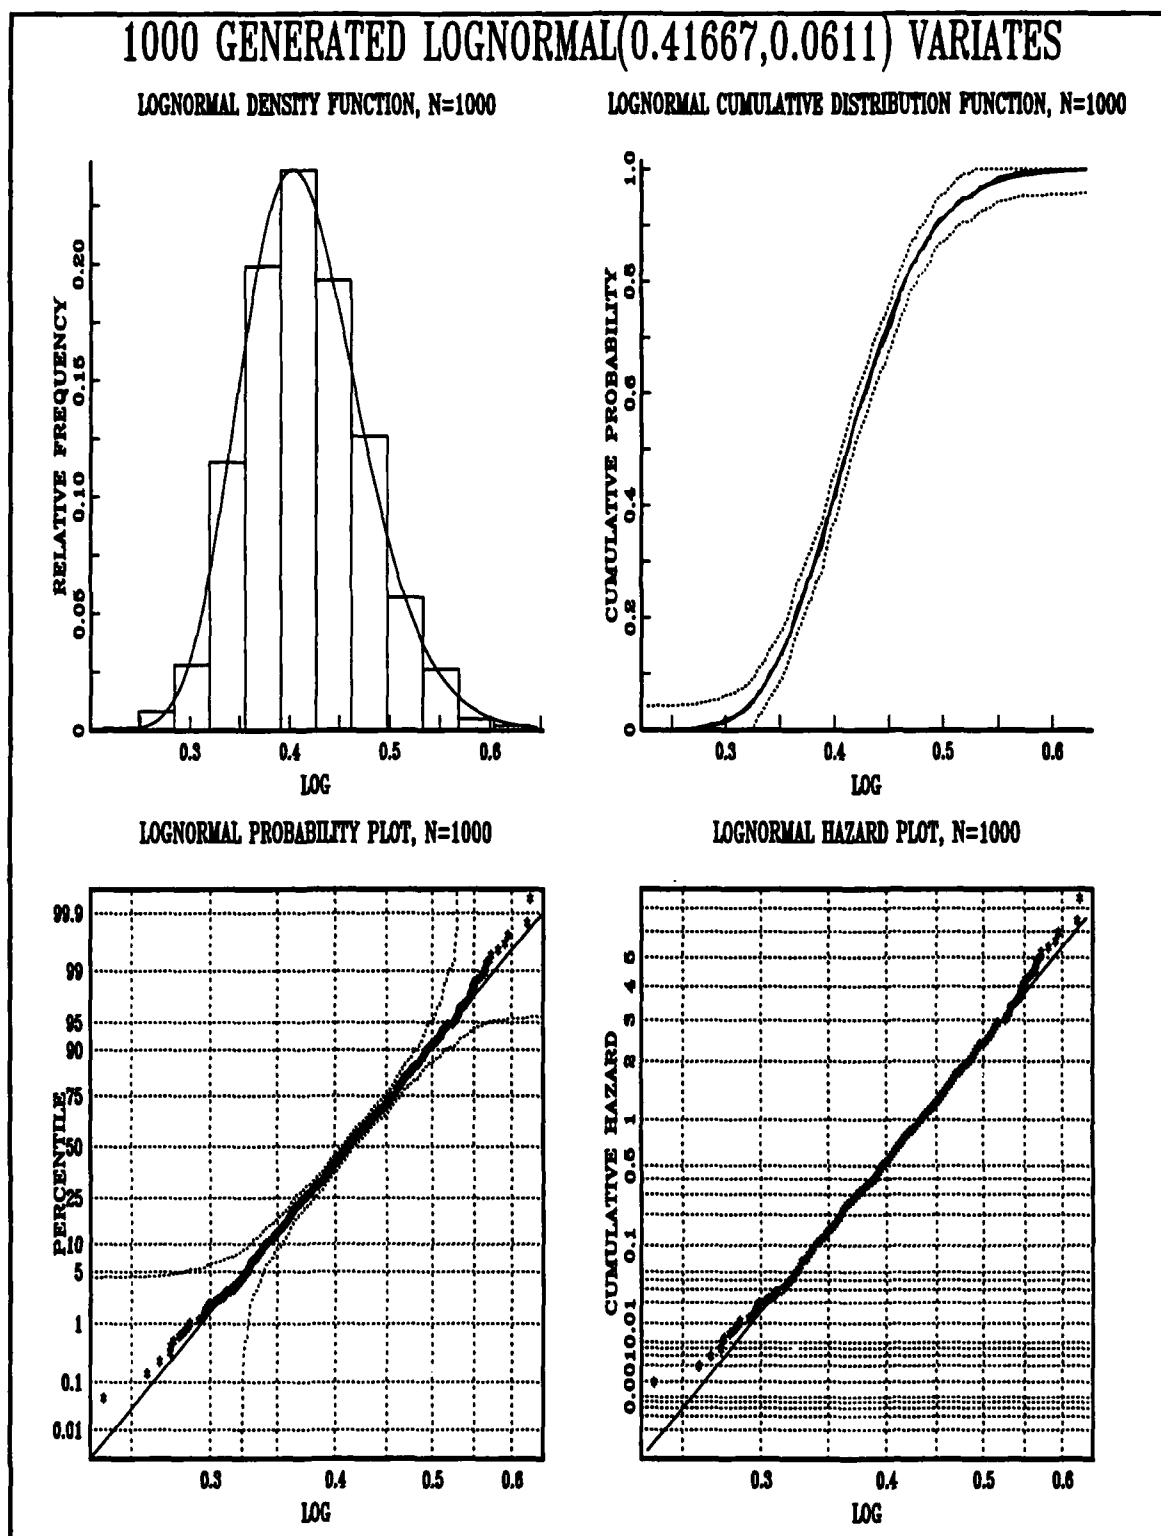 1000 GENERATED LOGNORMAL(0.41667,0.0611) VARIATES
LOGNORMAL DENSITY FUNCTION, N=1000
RELATIVE FREQUENCY
0 0.05 0.10 0.15 0.20
0.3 0.4 0.5 0.6
LOG
LOGNORMAL CUMULATIVE DISTRIBUTION FUNCTION, N=1000
CUMULATIVE PROBABILITY
0 0.2 0.4 0.6 0.8 1.0
0.3 0.4 0.5 0.6
LOG
LOGNORMAL PROBABILITY PLOT, N=1000
PERCENTILE
99.9
99
95
90
75
50
25
10
5
1
0.1
0.01
0.3 0.4 0.5 0.6
LOG
LOGNORMAL HAZARD PLOT, N=1000
CUMULATIVE HAZARD
0.001 0.01 0.1 0.5 1 2 3 4 5
0.3 0.4 0.5 0.6
LOG